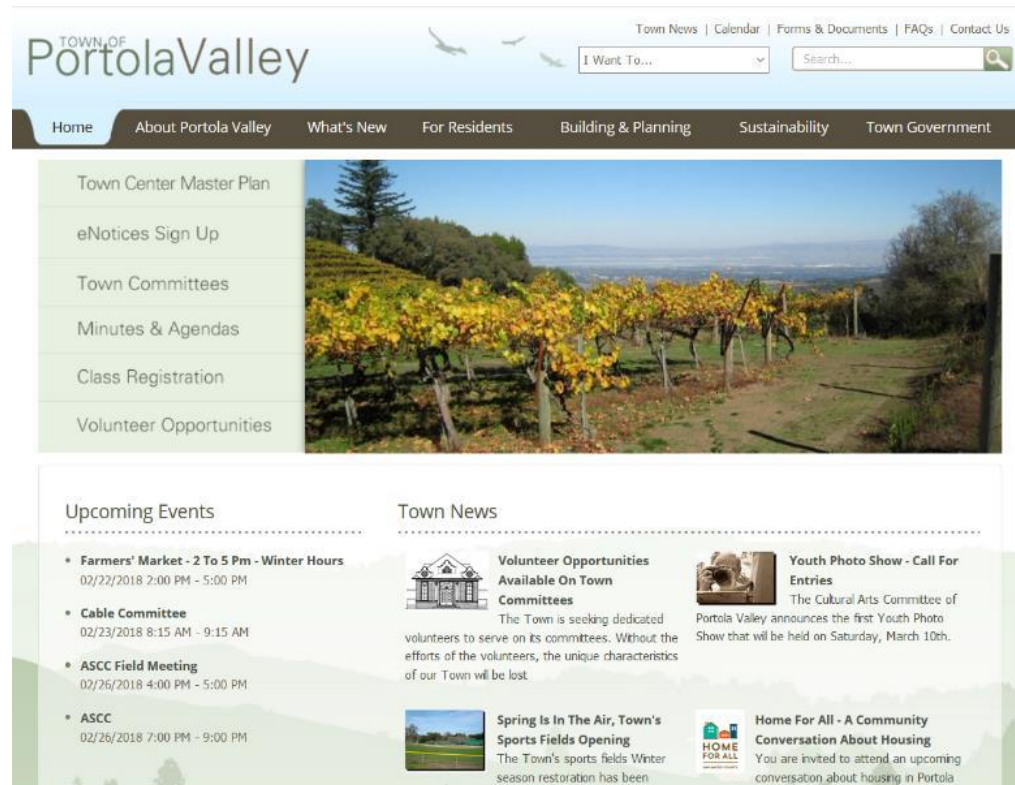 Town News | Calendar | Forms & Documents | FAQs | Contact Us
TOWN OF
PortolaValley
I Want To...
Search...
Home
About Portola Valley
What's New
For Residents
Building & Planning
Sustainability
Town Government
Town Center Master Plan
eNotices Sign Up
Town Committees
Minutes & Agendas
Class Registration
Volunteer Opportunities
Upcoming Events
• Farmers' Market - 2 To 5 Pm - Winter Hours
02/22/2018 2:00 PM - 5:00 PM
• Cable Committee
02/23/2018 8:15 AM - 9:15 AM
• ASCC Field Meeting
02/26/2018 4:00 PM - 5:00 PM
• ASCC
02/26/2018 7:00 PM - 9:00 PM
Town News
Volunteer Opportunities
Available On Town
Committees
The Town is seeking dedicated
volunteers to serve on its committees. Without the
efforts of the volunteers, the unique characteristics
of our Town will be lost
Youth Photo Show - Call For
Entries
The Cultural Arts Committee of
Portola Valley announces the first Youth Photo
Show that will be held on Saturday, March 10th.
Spring Is In The Air, Town's
Sports Fields Opening
The Town's sports fields Winter
season restoration has been
HOME
FOR ALL
Home For All - A Community
Conversation About Housing
You are invited to attend an upcoming
conversation about housing in Portola